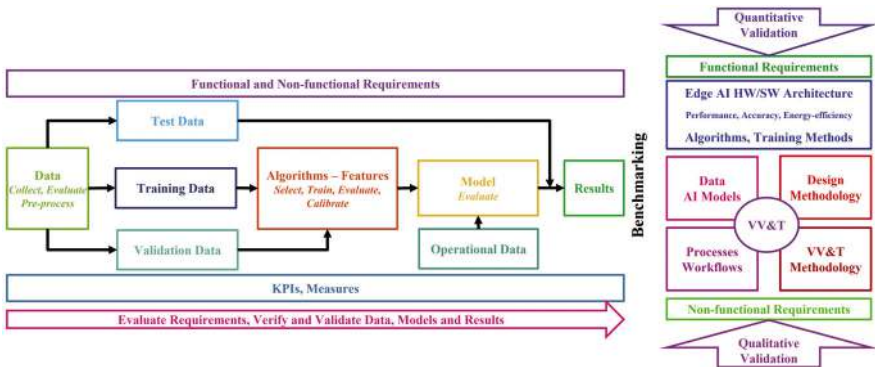 Functional and Non-functional Requirements
Test Data
Data
Collect, Evaluate
Pre-process
Training Data
Algorithms – Features
Select, Train, Evaluate,
Calibrate
Model
Evaluate
Results
Validation Data
Operational Data
KPIs, Measures
Evaluate Requirements, Verify and Validate Data, Models and Results
Benchmarking
Quantitative
Validation
Functional Requirements
Edge AI HW/SW Architecture
Performance, Accuracy, Energy-efficiency
Algorithms, Training Methods
Data
AI Models
Design
Methodology
VV&T
Processes
Workflows
VV&T
Methodology
Non-functional Requirements
Qualitative
Validation